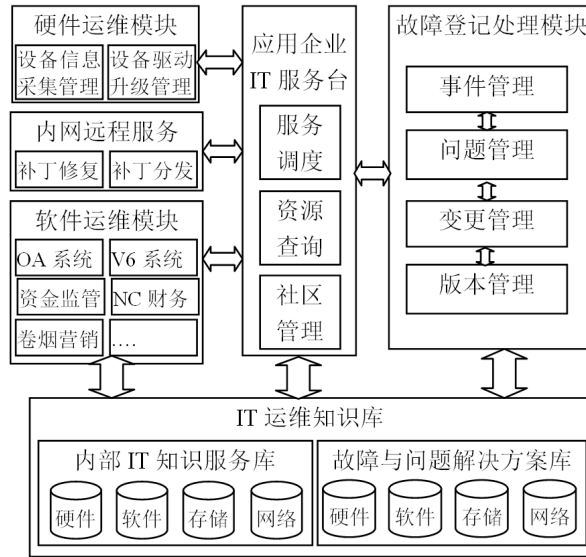 硬件运维模块
设备信息
采集管理
设备驱动
升级管理
内网远程服务
补丁修复
补丁分发
软件运维模块
OA 系统
V6 系统
资金监管
NC 财务
卷烟营销
....
应用企业
IT 服务台
服务
调度
资源
查询
社区
管理
故障登记处理模块
事件管理
问题管理
变更管理
版本管理
IT 运维知识库
内部 IT 知识服务库
硬件
软件
存储
网络
故障与问题解决方案库
硬件
软件
存储
网络